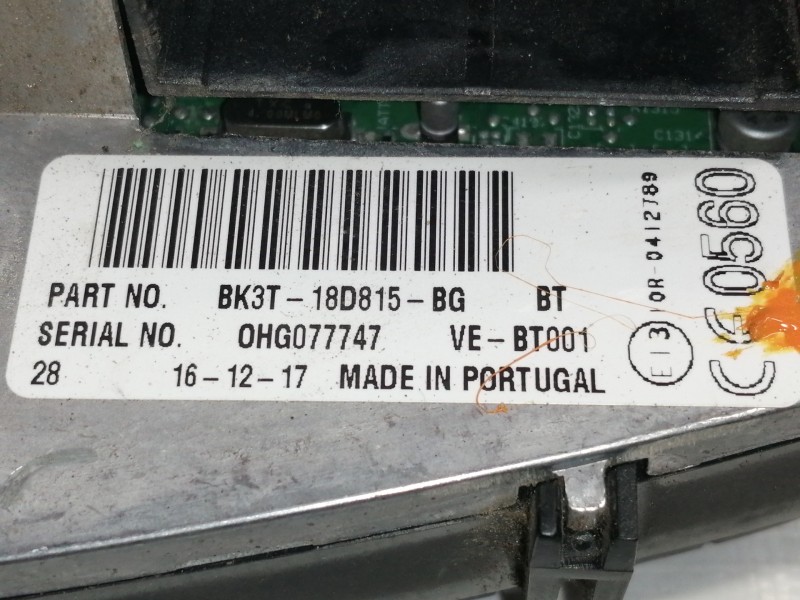 PART NO. BK3T-18D815-BG BT
SERIAL NO. OHG077747 VE-BT001
28 16-12-17 MADE IN PORTUGAL
E13 10R-0412789
CE0560
C131